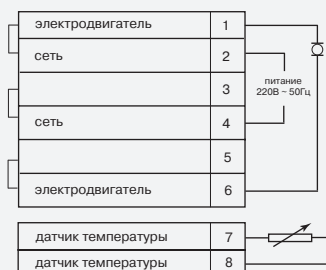 электродвигатель 1
сеть 2
3
питание
220В ~ 50Гц
сеть 4
5
электродвигатель 6
датчик температуры 7
датчик температуры 8